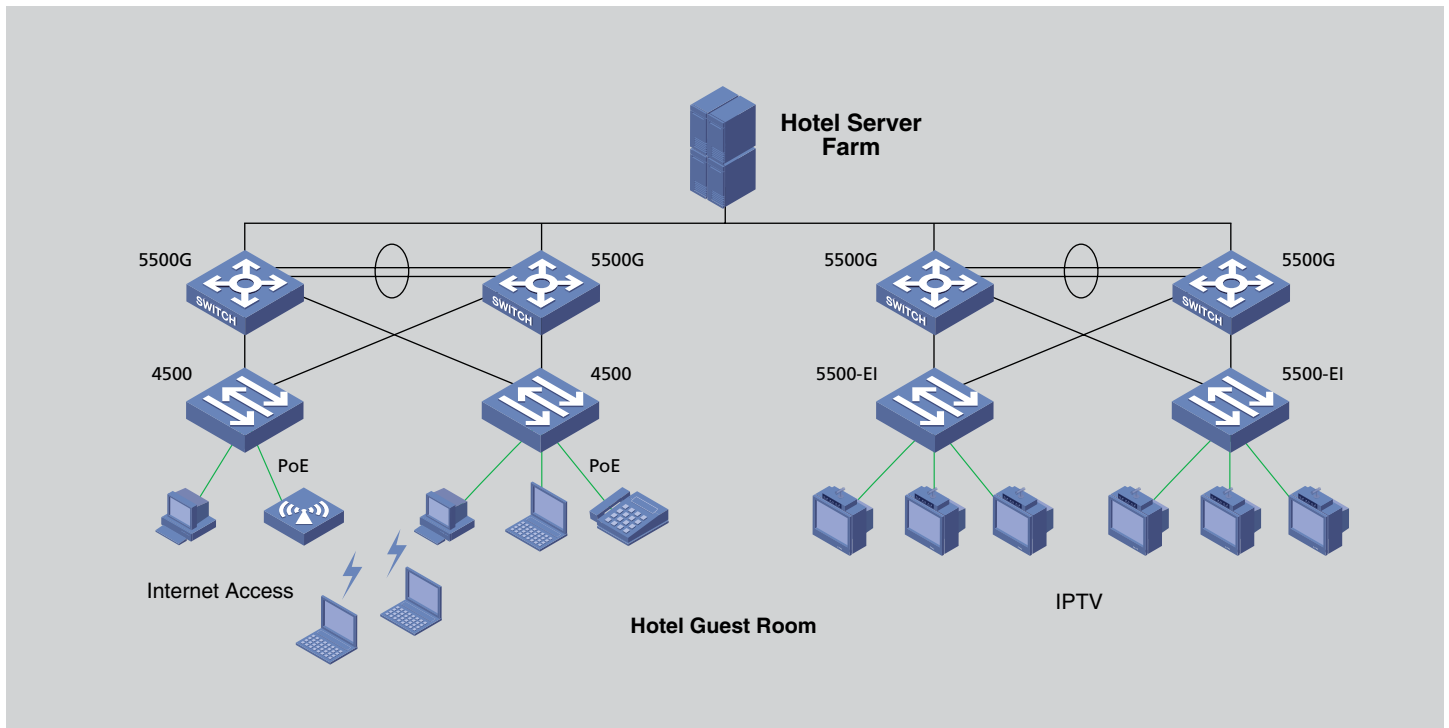 Hotel Server
Farm
5500G
5500G
5500G
5500G
SWITCH
SWITCH
SWITCH
SWITCH
4500
4500
5500-EI
5500-EI
PoE
PoE
Internet Access
IPTV
Hotel Guest Room